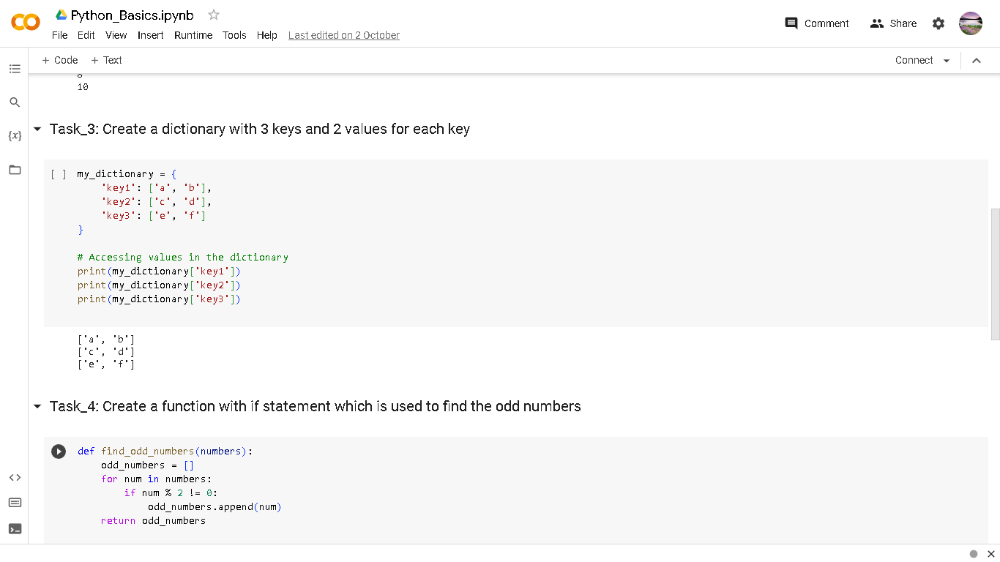 Python_Basics.ipynb
File Edit View Insert Runtime Tools Help Last edited on 2 October
Comment Share
+ Code + Text
Connect
{x}
10
Task_3: Create a dictionary with 3 keys and 2 values for each key
[ ] my_dictionary = {
    'key1': ['a', 'b'],
    'key2': ['c', 'd'],
    'key3': ['e', 'f']
}
# Accessing values in the dictionary
print(my_dictionary['key1'])
print(my_dictionary['key2'])
print(my_dictionary['key3'])
['a', 'b']
['c', 'd']
['e', 'f']
Task_4: Create a function with if statement which is used to find the odd numbers
def find_odd_numbers(numbers):
    odd_numbers = []
    for num in numbers:
        if num % 2 != 0:
            odd_numbers.append(num)
    return odd_numbers